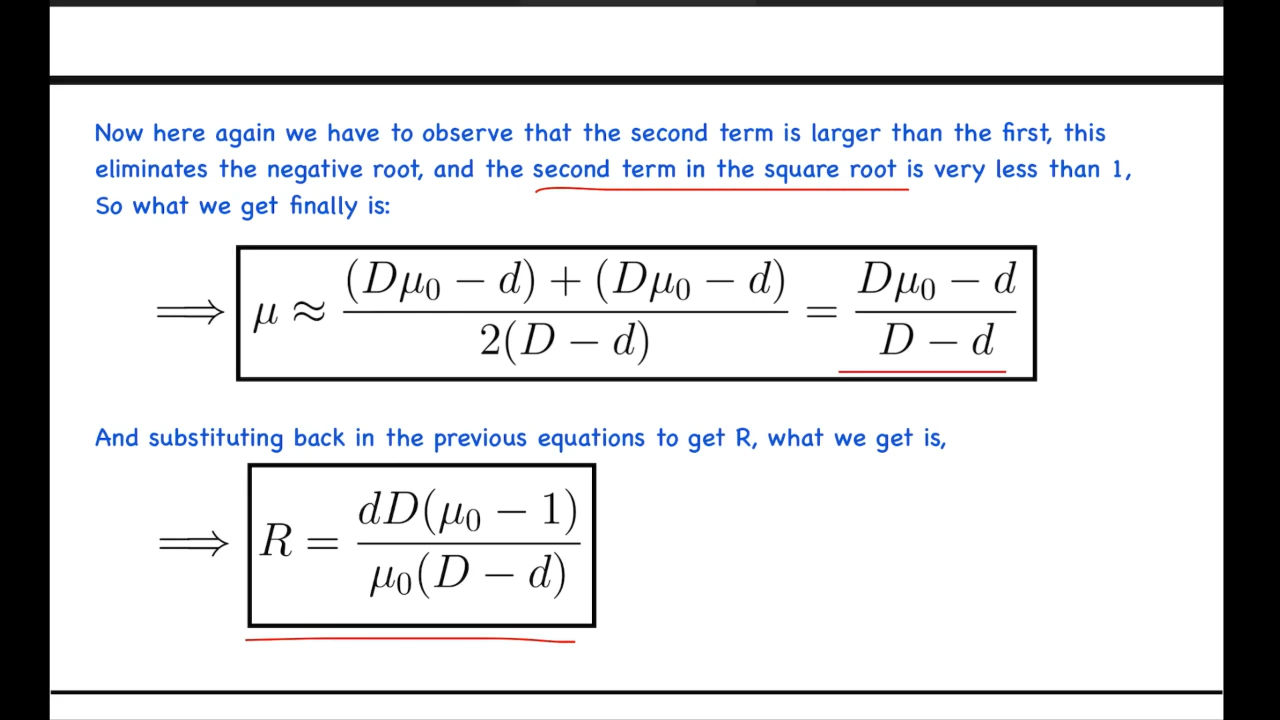 Now here again we have to observe that the second term is larger than the first, this
eliminates the negative root, and the second term in the square root is very less than 1,
So what we get finally is:
⟹ μ ≈ ((Dμ₀ − d) + (Dμ₀ − d)) / (2(D − d)) = (Dμ₀ − d) / (D − d)
And substituting back in the previous equations to get R, what we get is,
⟹ R = (dD(μ₀ − 1)) / (μ₀(D − d))